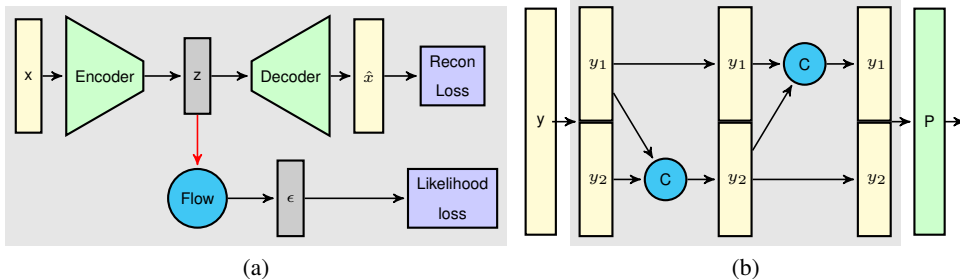 x
Encoder
z
Decoder
x̂
Recon
Loss
Flow
ϵ
Likelihood
loss
(a)
y
y₁
y₂
C
y₁
y₂
C
y₁
y₂
P
(b)